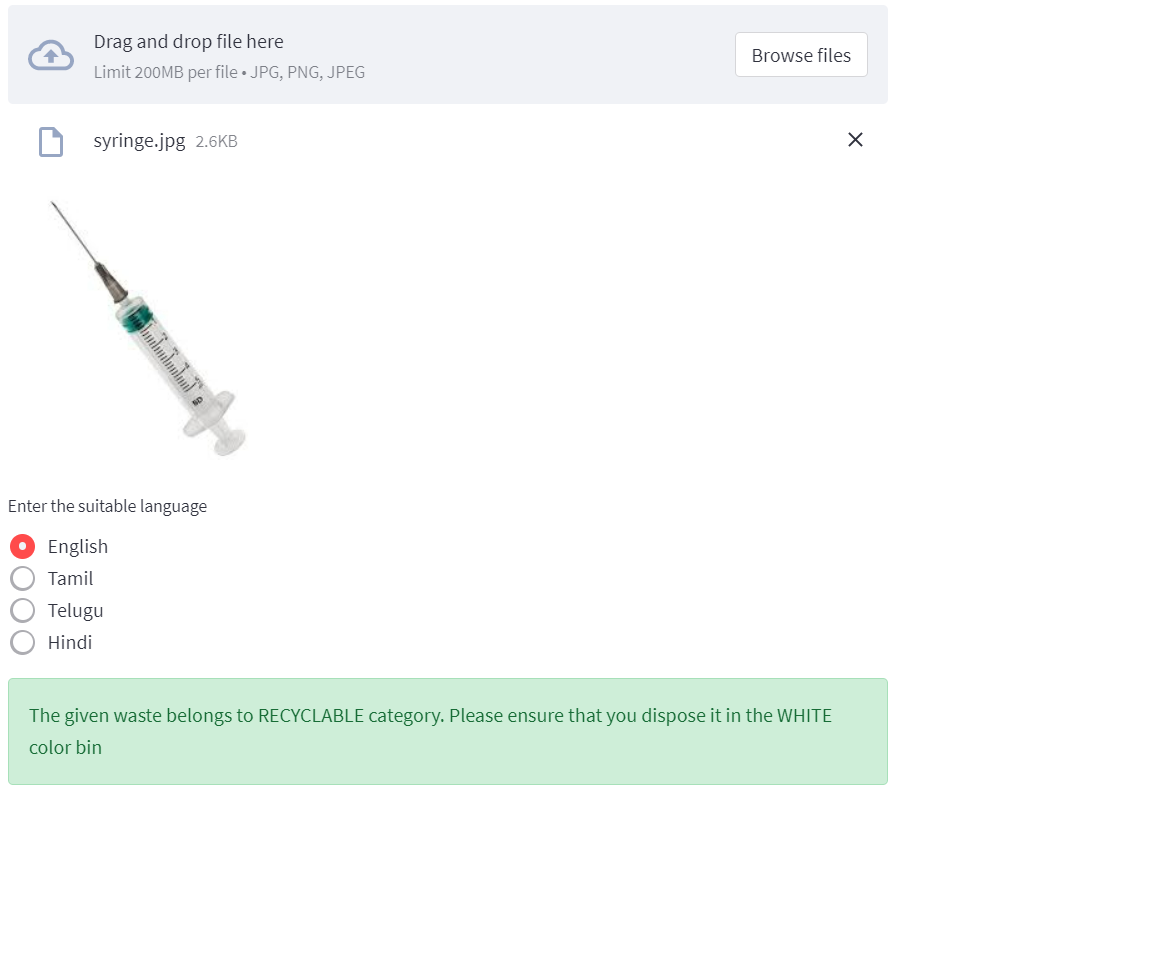 Drag and drop file here
Limit 200MB per file • JPG, PNG, JPEG
Browse files
syringe.jpg 2.6KB
ND
Enter the suitable language
English
Tamil
Telugu
Hindi
The given waste belongs to RECYCLABLE category. Please ensure that you dispose it in the WHITE
color bin